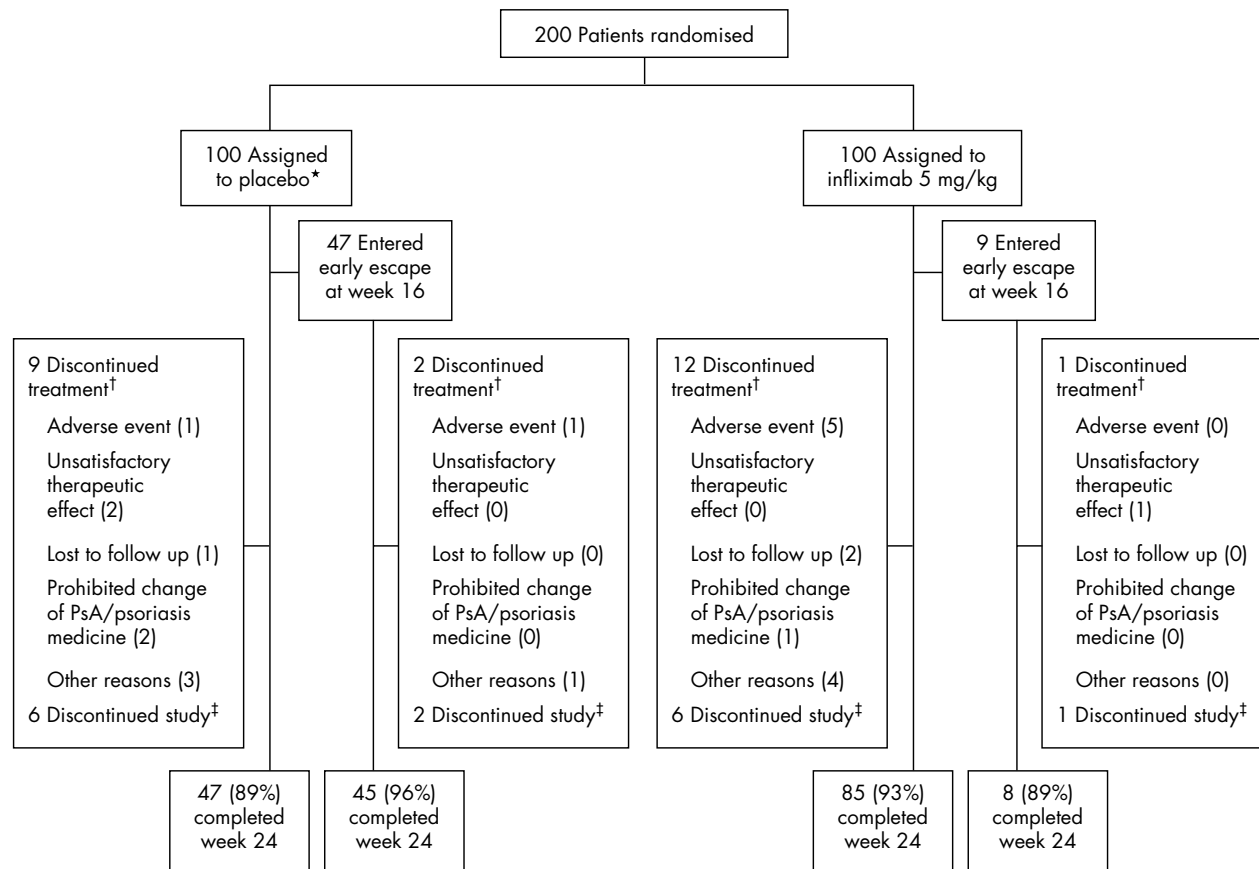 200 Patients randomised
100 Assigned
to placebo★
100 Assigned to
infliximab 5 mg/kg
47 Entered
early escape
at week 16
9 Entered
early escape
at week 16
9 Discontinued
treatment†
Adverse event (1)
Unsatisfactory
therapeutic
effect (2)
Lost to follow up (1)
Prohibited change
of PsA/psoriasis
medicine (2)
Other reasons (3)
6 Discontinued study‡
2 Discontinued
treatment†
Adverse event (1)
Unsatisfactory
therapeutic
effect (0)
Lost to follow up (0)
Prohibited change
of PsA/psoriasis
medicine (0)
Other reasons (1)
2 Discontinued study‡
12 Discontinued
treatment†
Adverse event (5)
Unsatisfactory
therapeutic
effect (0)
Lost to follow up (2)
Prohibited change
of PsA/psoriasis
medicine (1)
Other reasons (4)
6 Discontinued study‡
1 Discontinued
treatment†
Adverse event (0)
Unsatisfactory
therapeutic
effect (1)
Lost to follow up (0)
Prohibited change
of PsA/psoriasis
medicine (0)
Other reasons (0)
1 Discontinued study‡
47 (89%)
completed
week 24
45 (96%)
completed
week 24
85 (93%)
completed
week 24
8 (89%)
completed
week 24